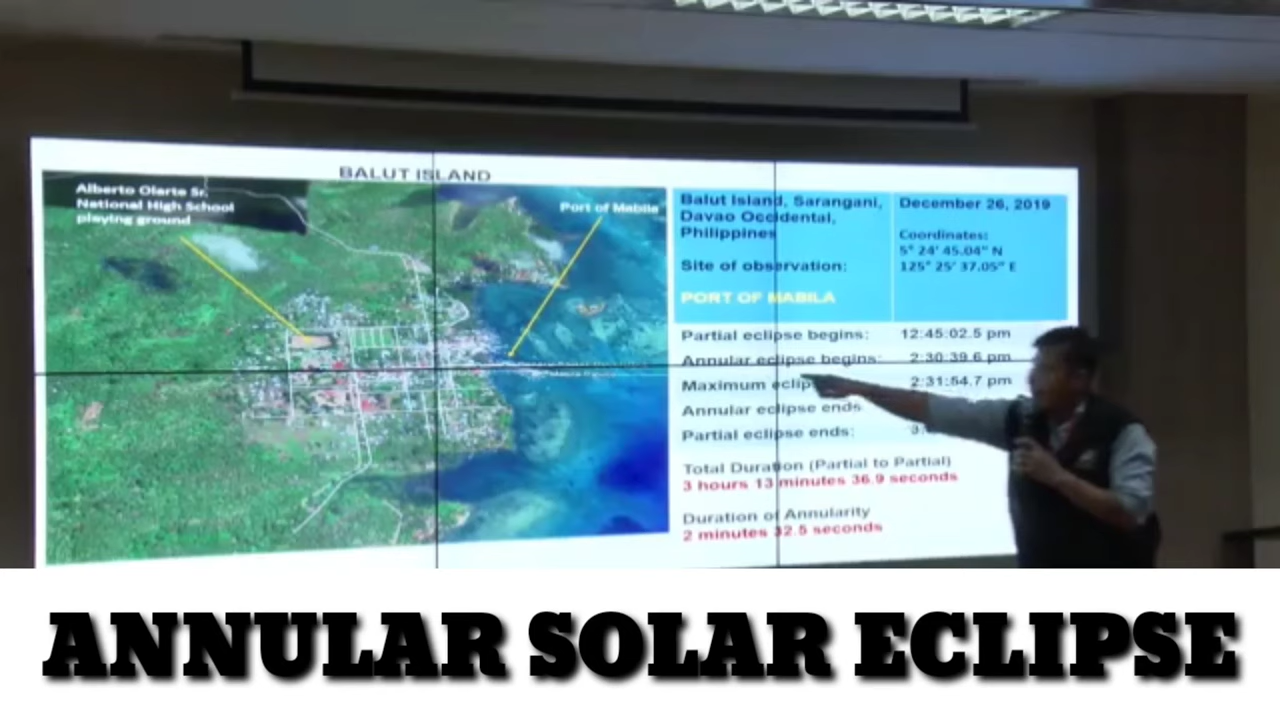 BALUT ISLAND
Alberto Olarte Sr.
National High School
playing ground
Port of Mabila
Balut Island, Sarangani,
Davao Occidental,
Philippines
Site of observation:
PORT OF MABILA
December 26, 2019
Coordinates:
5° 24' 45.04" N
125° 25' 37.05" E
Partial eclipse begins: 12:45:02.5 pm
Annular eclipse begins: 2:30:39.6 pm
Maximum 2:31:54.7 pm
Annular eclipse ends
Partial eclipse ends:
Total Duration (Partial to Partial)
3 hours 13 minutes 36.9 seconds
Duration of Annularity
2 minutes 32.5 seconds
ANNULAR SOLAR ECLIPSE